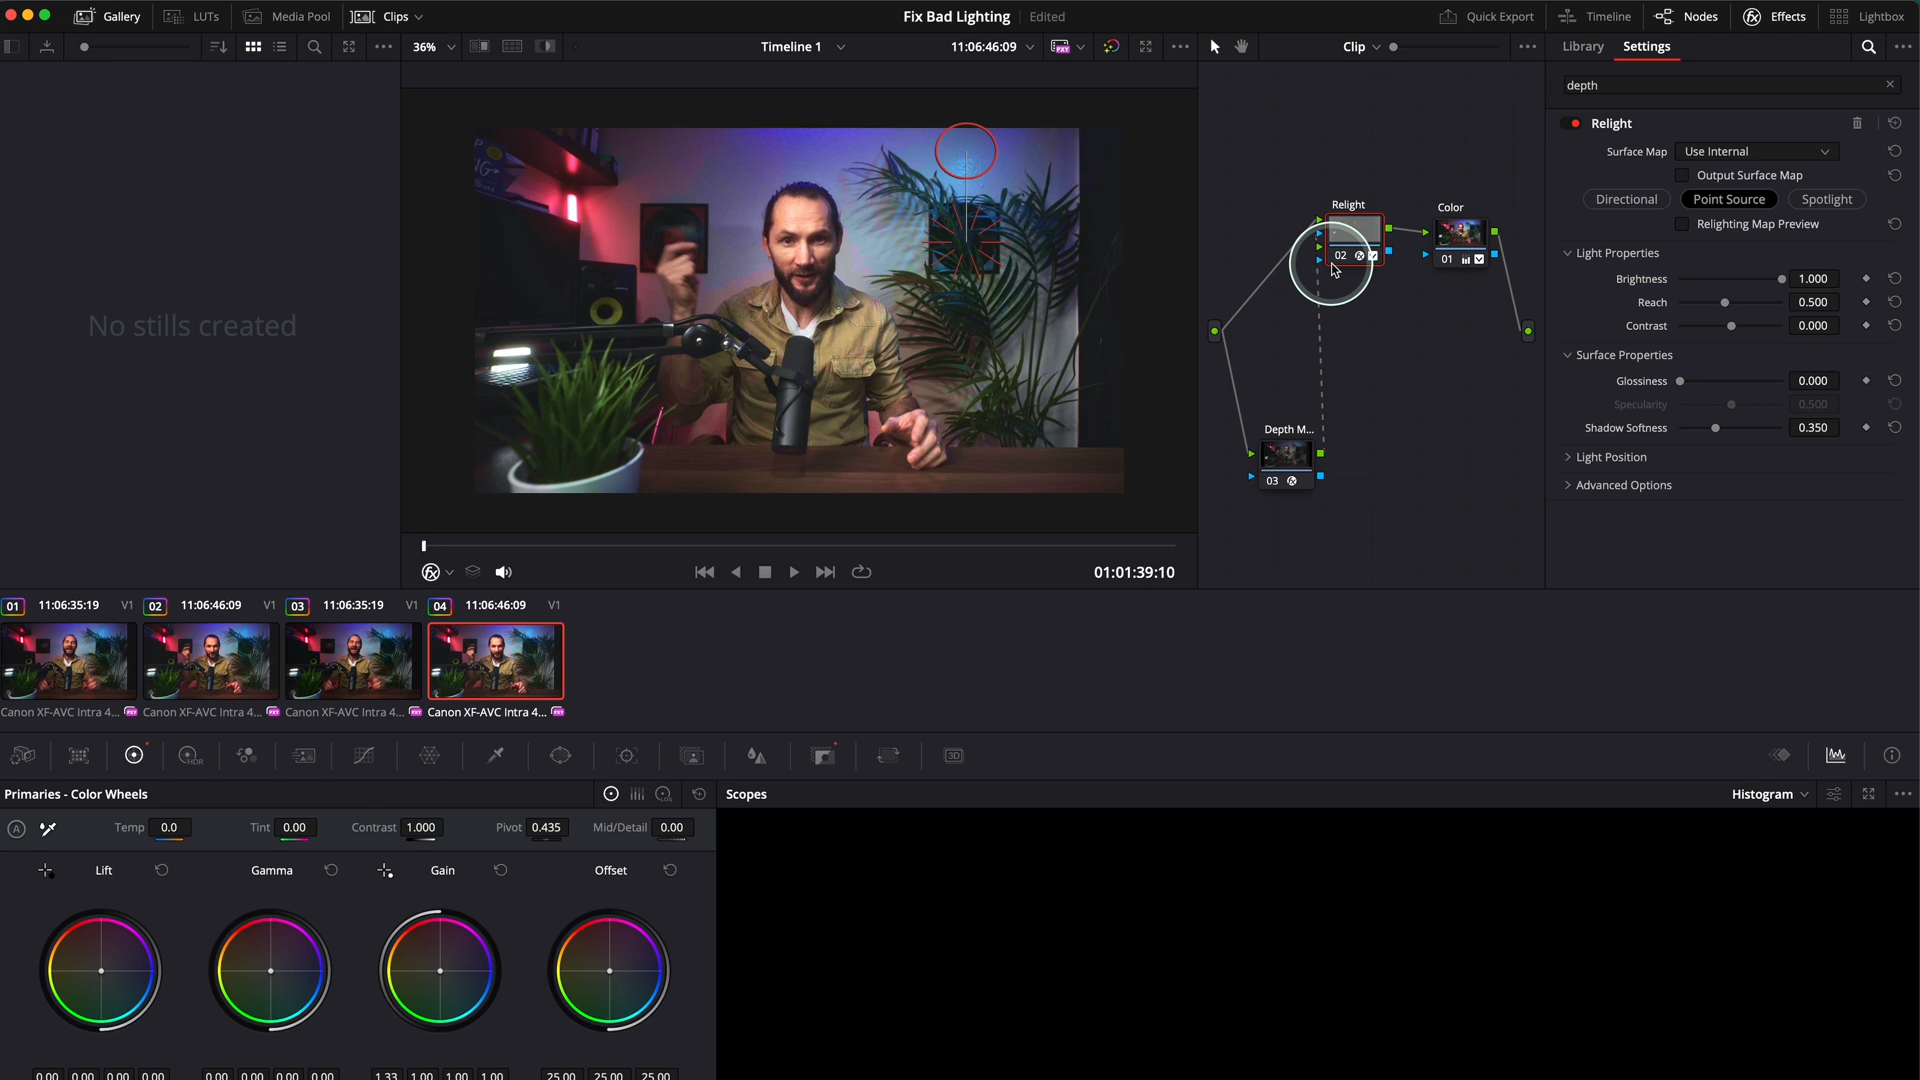 Gallery LUTs Media Pool Clips Fix Bad Lighting Edited Quick Export Timeline Nodes Effects Lightbox
36% Timeline 1 11:06:46:09 PXY Clip Library Settings
depth
Relight
Surface Map Use Internal
Output Surface Map
Directional Point Source Spotlight
Relighting Map Preview
Light Properties
Brightness 1.000
Reach 0.500
Contrast 0.000
Surface Properties
Glossiness 0.000
Specularity 0.500
Shadow Softness 0.350
Light Position
Advanced Options
No stills created
Relight
02
Color
01
Depth M...
03
01:01:39:10
01 11:06:35:19 V1 02 11:06:46:09 V1 03 11:06:35:19 V1 04 11:06:46:09 V1
Canon XF-AVC Intra 4... PXY Canon XF-AVC Intra 4... PXY Canon XF-AVC Intra 4... PXY Canon XF-AVC Intra 4... PXY
HDR 3D
Primaries - Color Wheels Scopes Histogram
A Temp 0.0 Tint 0.00 Contrast 1.000 Pivot 0.435 Mid/Detail 0.00
Lift Gamma Gain Offset
0.00 0.00 0.00 0.00 0.00 0.00 0.00 0.00 1.33 1.00 1.00 1.00 25.00 25.00 25.00